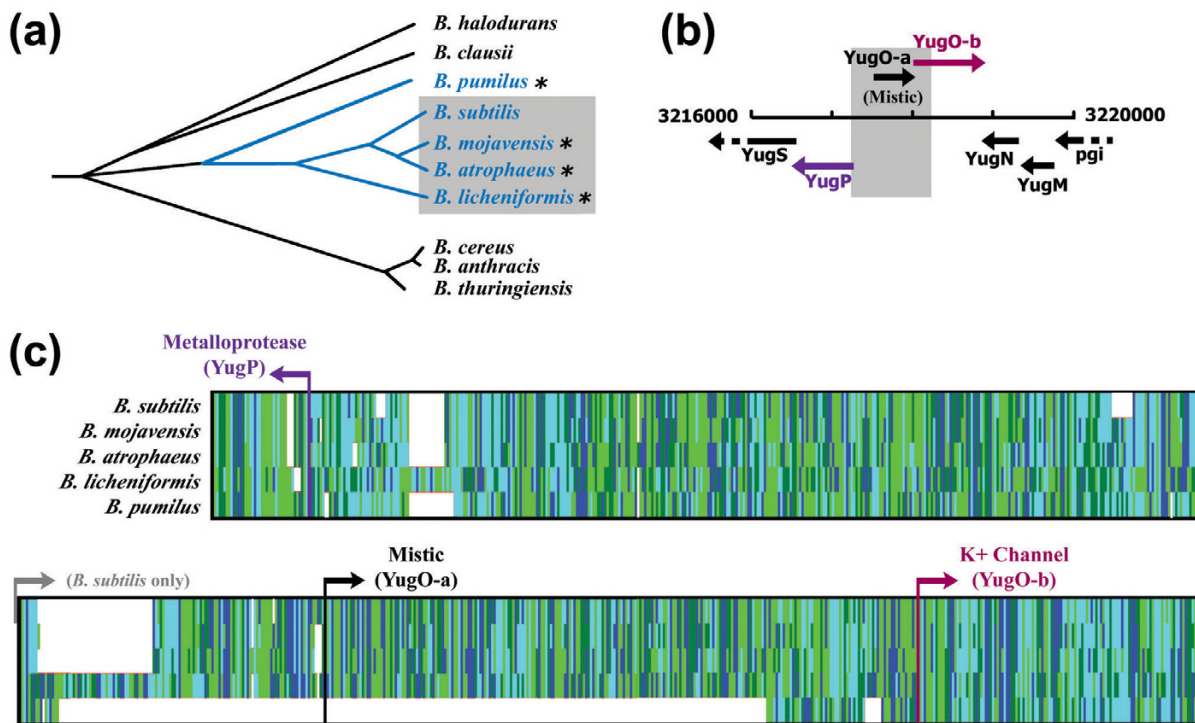 (a)
B. halodurans
B. clausii
B. pumilus *
B. subtilis
B. mojavensis *
B. atrophaeus *
B. licheniformis *
B. cereus
B. anthracis
B. thuringiensis
(b)
YugO-b
YugO-a
(Mistic)
3216000
3220000
YugS
YugP
YugN
YugM
pgi
(c)
Metalloprotease
(YugP)
B. subtilis
B. mojavensis
B. atrophaeus
B. licheniformis
B. pumilus
(B. subtilis only)
Mistic
(YugO-a)
K+ Channel
(YugO-b)